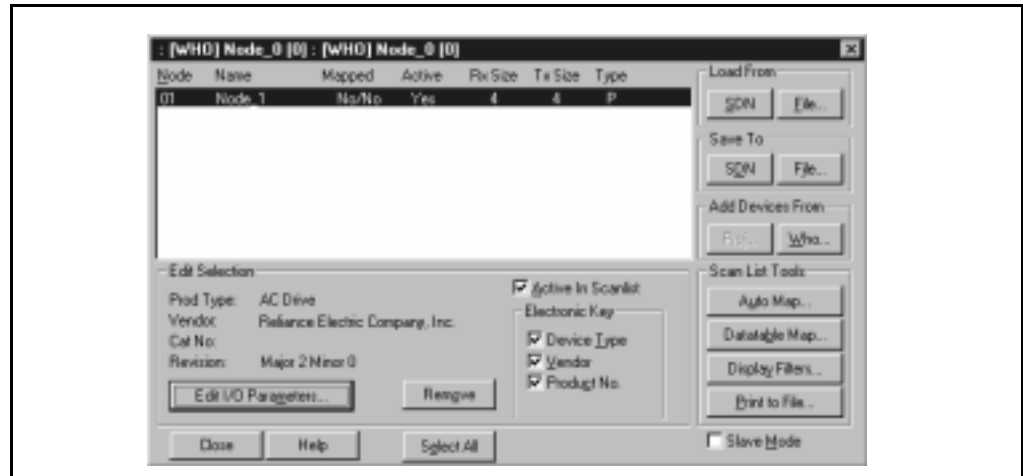 : [WHO] Node_0 [0] : [WHO] Node_0 [0]
Node Name Mapped Active Rx Size Tx Size Type
01 Node_1 No/No Yes 4 4 P
Load From
SDN File...
Save To
SDN File...
Add Devices From
Who...
Edit Selection
Prod Type: AC Drive
Vendor: Reliance Electric Company, Inc.
Cat No:
Revision: Major 2 Minor 0
Edit I/O Parameters...
Remove
Active In Scanlist
Electronic Key
Device Type
Vendor
Product No.
Scan List Tools
Auto Map...
Datatable Map...
Display Filters...
Print to File...
Close Help Select All
Slave Mode